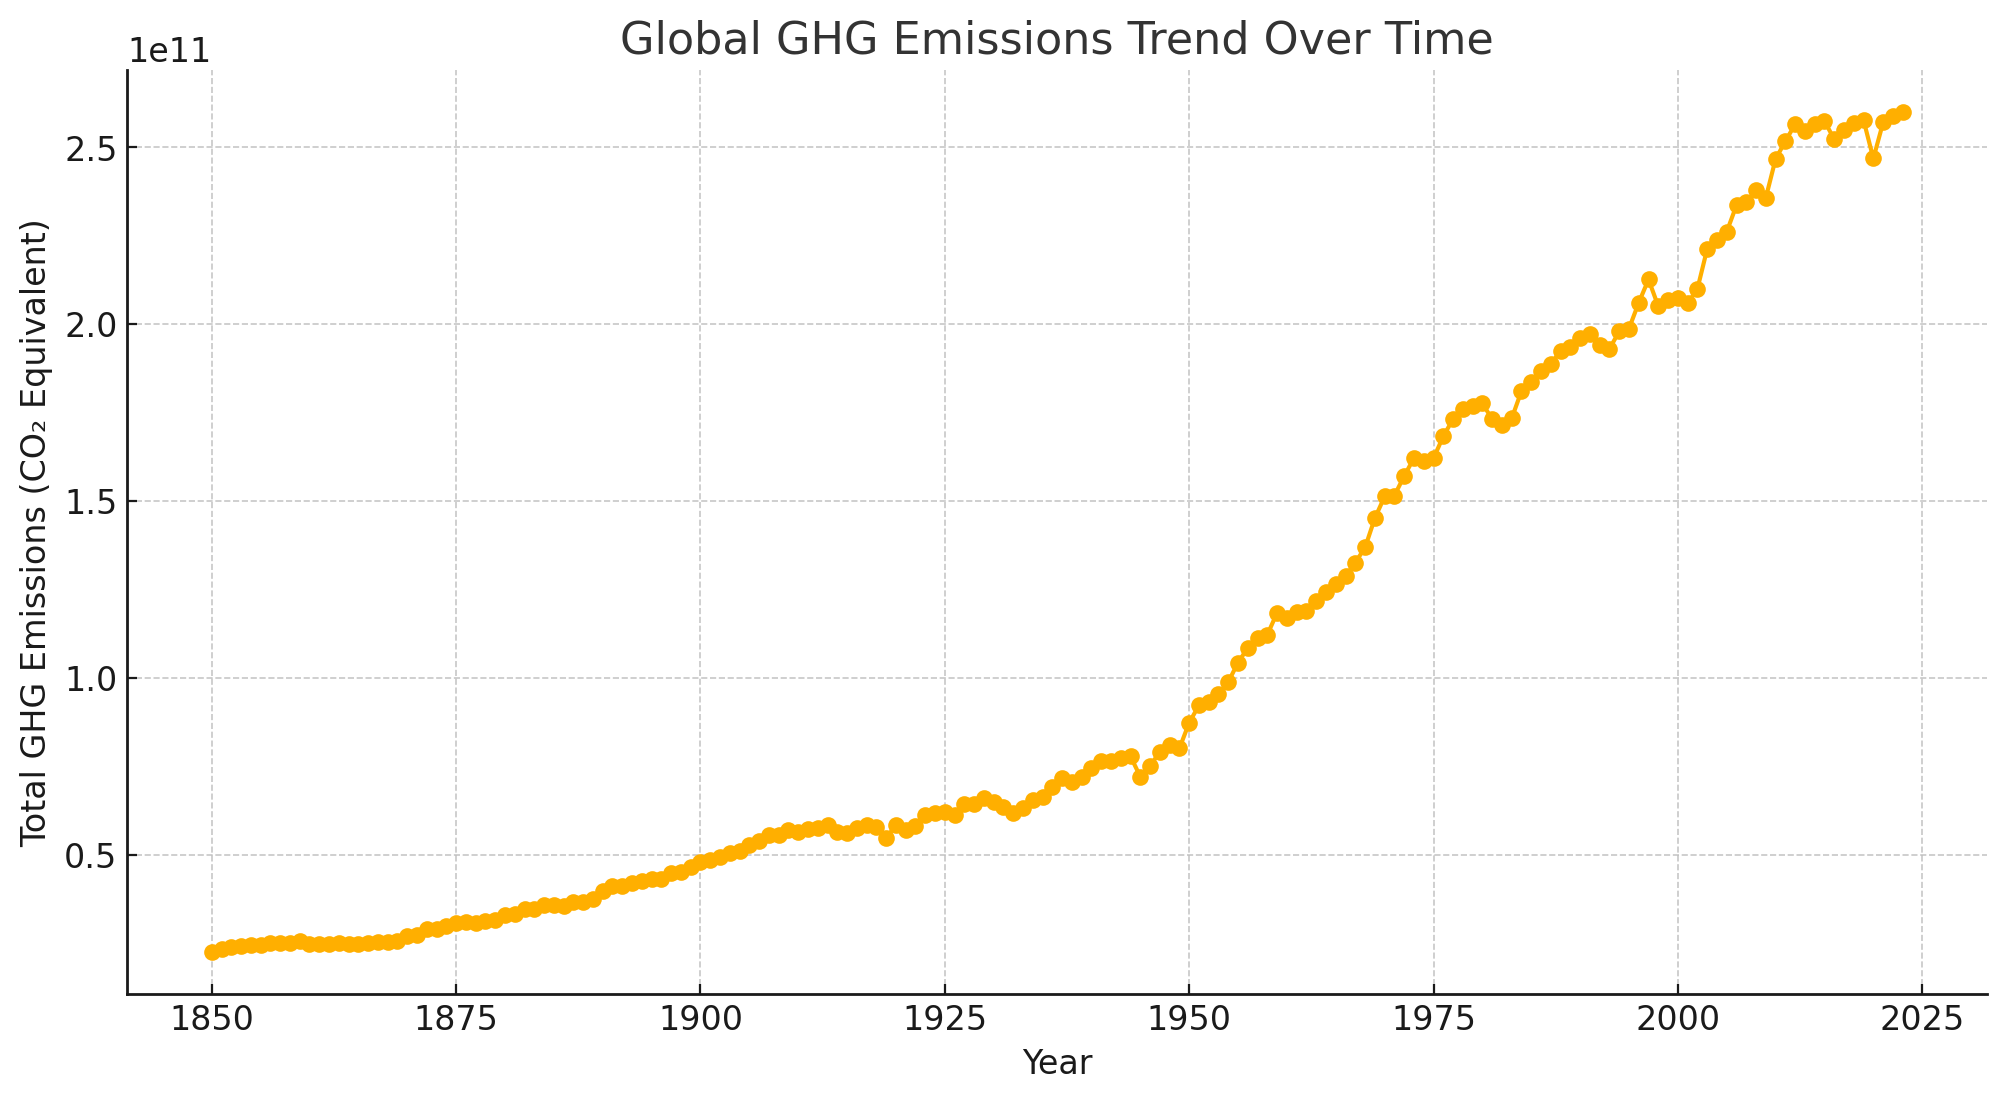 Global GHG Emissions Trend Over Time
1e11
2.5
2.0
1.5
1.0
0.5
Total GHG Emissions (CO₂ Equivalent)
1850 1875 1900 1925 1950 1975 2000 2025
Year